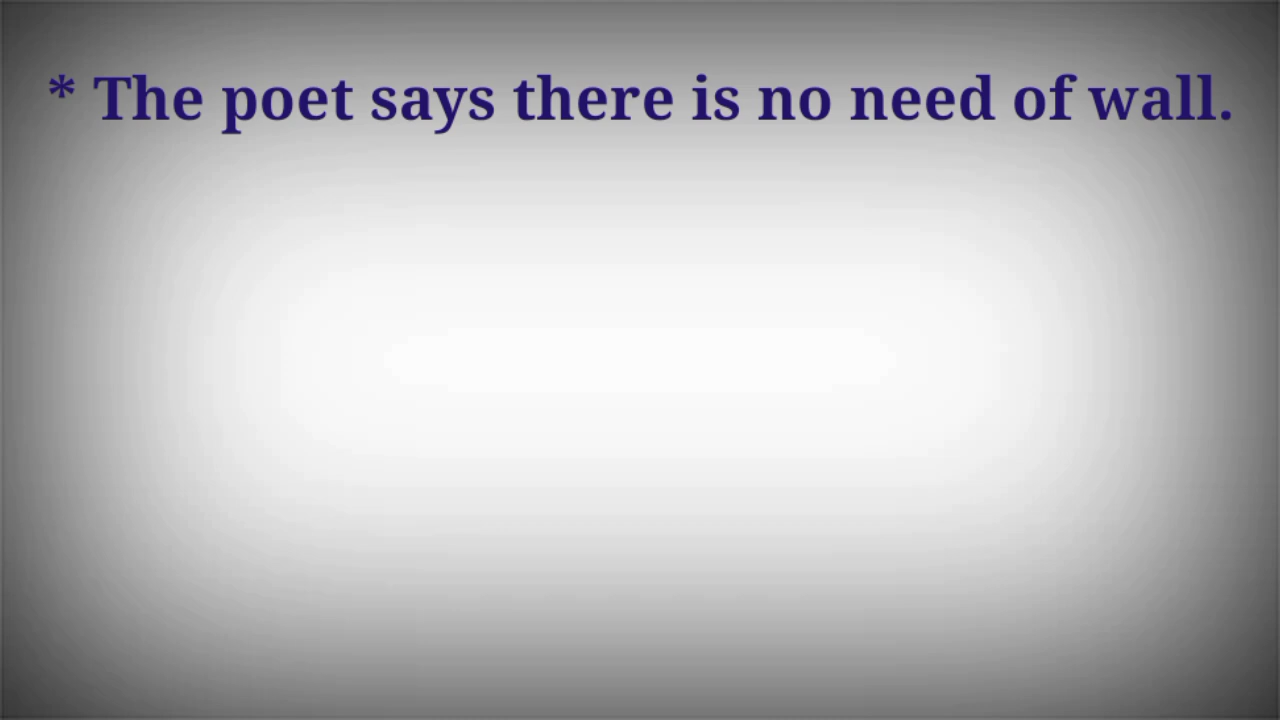 * The poet says there is no need of wall.